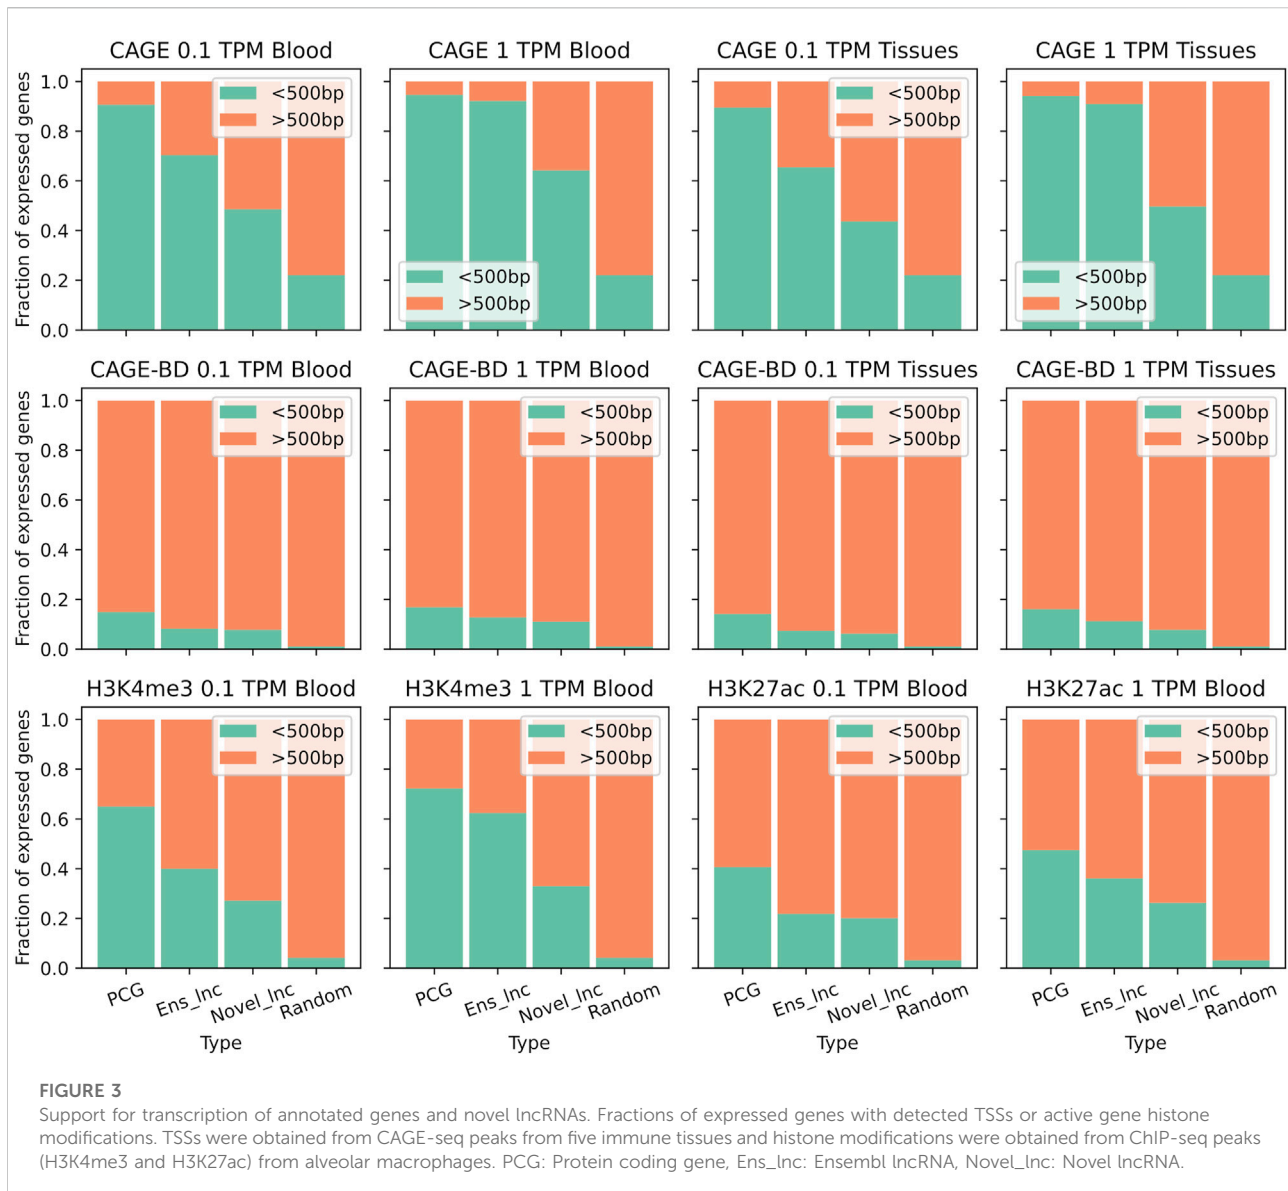 CAGE 0.1 TPM Blood
CAGE 1 TPM Blood
CAGE 0.1 TPM Tissues
CAGE 1 TPM Tissues
Fraction of expressed genes
1.0
0.8
0.6
0.4
0.2
0.0
<500bp
>500bp
<500bp
>500bp
<500bp
>500bp
<500bp
>500bp
CAGE-BD 0.1 TPM Blood
CAGE-BD 1 TPM Blood
CAGE-BD 0.1 TPM Tissues
CAGE-BD 1 TPM Tissues
Fraction of expressed genes
1.0
0.8
0.6
0.4
0.2
0.0
<500bp
>500bp
<500bp
>500bp
<500bp
>500bp
<500bp
>500bp
H3K4me3 0.1 TPM Blood
H3K4me3 1 TPM Blood
H3K27ac 0.1 TPM Blood
H3K27ac 1 TPM Blood
Fraction of expressed genes
1.0
0.8
0.6
0.4
0.2
0.0
<500bp
>500bp
<500bp
>500bp
<500bp
>500bp
<500bp
>500bp
PCG Ens_lnc Novel_lnc Random
PCG Ens_lnc Novel_lnc Random
PCG Ens_lnc Novel_lnc Random
PCG Ens_lnc Novel_lnc Random
Type
Type
Type
Type
FIGURE 3
Support for transcription of annotated genes and novel lncRNAs. Fractions of expressed genes with detected TSSs or active gene histone
modifications. TSSs were obtained from CAGE-seq peaks from five immune tissues and histone modifications were obtained from ChIP-seq peaks
(H3K4me3 and H3K27ac) from alveolar macrophages. PCG: Protein coding gene, Ens_lnc: Ensembl lncRNA, Novel_lnc: Novel lncRNA.